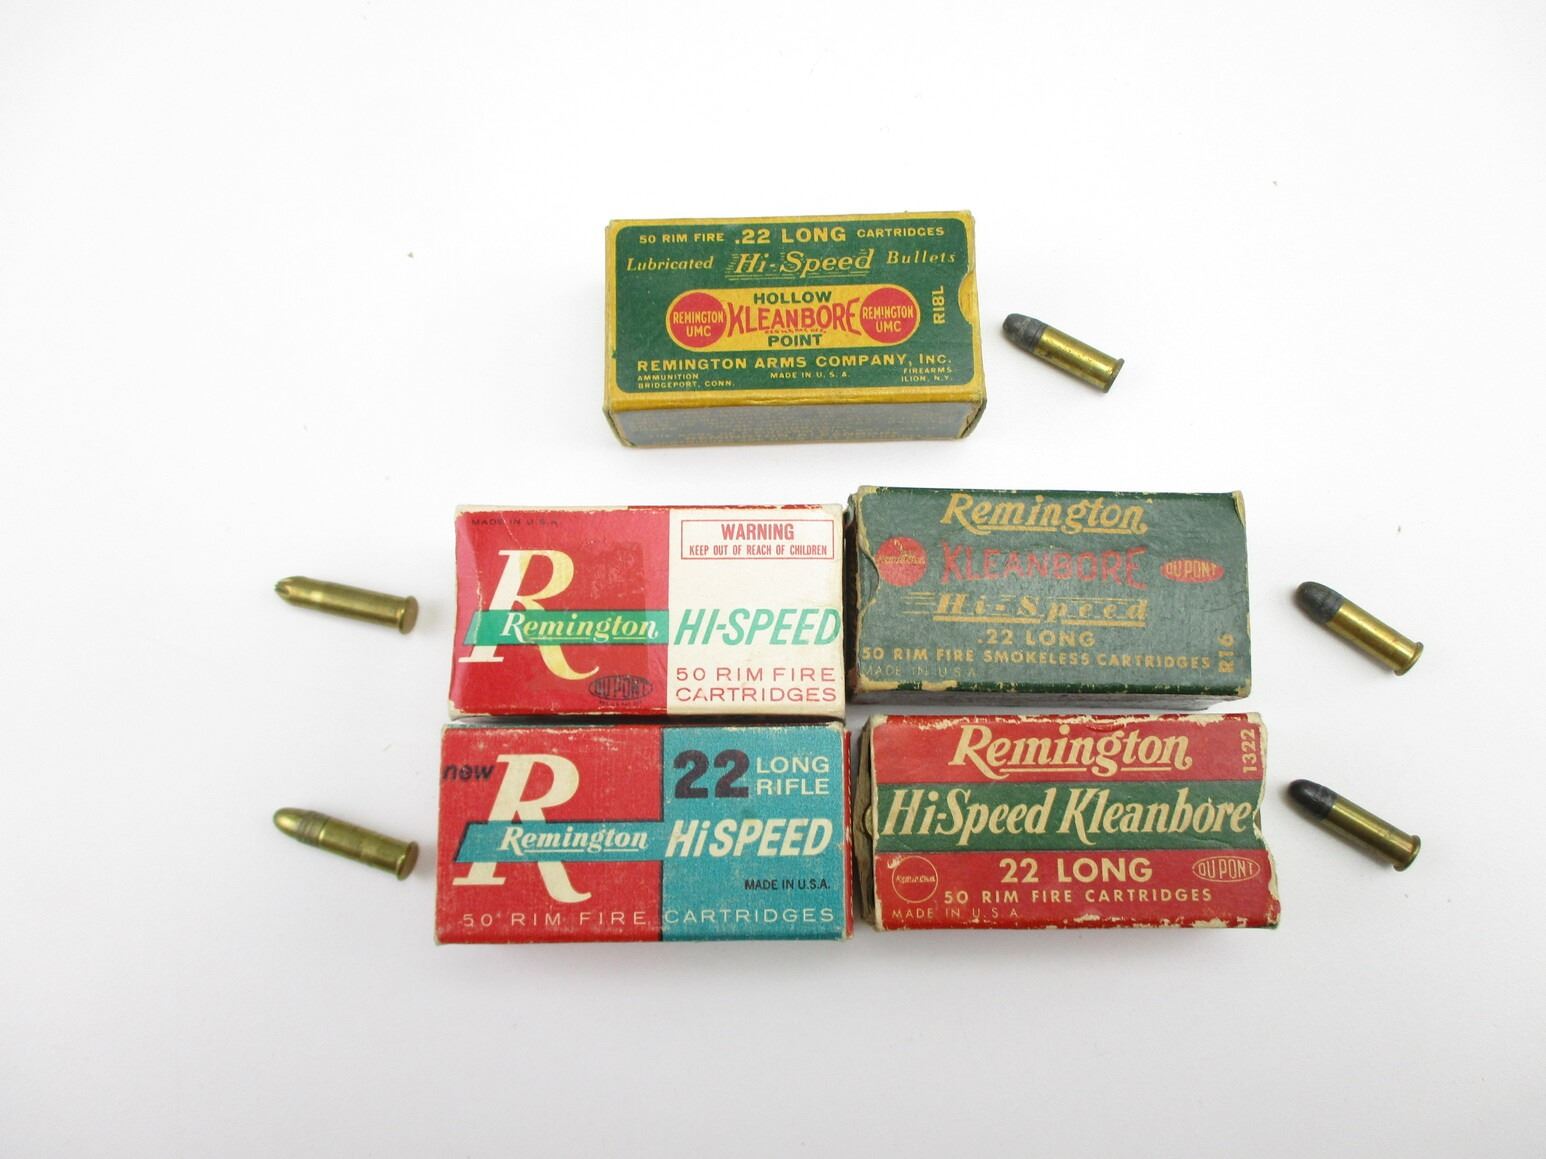 50 RIM FIRE .22 LONG CARTRIDGES
Lubricated Hi-Speed Bullets
HOLLOW
REMINGTON UMC KLEANBORE REMINGTON UMC
POINT
R18L
REMINGTON ARMS COMPANY, INC.
AMMUNITION MADE IN U.S.A. FIREARMS
BRIDGEPORT, CONN. ILION, N.Y.
MADE IN U.S.A.
WARNING
KEEP OUT OF REACH OF CHILDREN
R
Remington HI-SPEED
50 RIM FIRE
CARTRIDGES
DU PONT
Remington
Remington KLEANBORE DU PONT
Hi-Speed
.22 LONG
50 RIM FIRE SMOKELESS CARTRIDGES
MADE IN U.S.A.
R16
new R 22 LONG RIFLE
Remington HiSPEED
MADE IN U.S.A.
50 RIM FIRE CARTRIDGES
Remington
1322
Hi-Speed Kleanbore
22 LONG
Remington DU PONT
50 RIM FIRE CARTRIDGES
MADE IN U.S.A